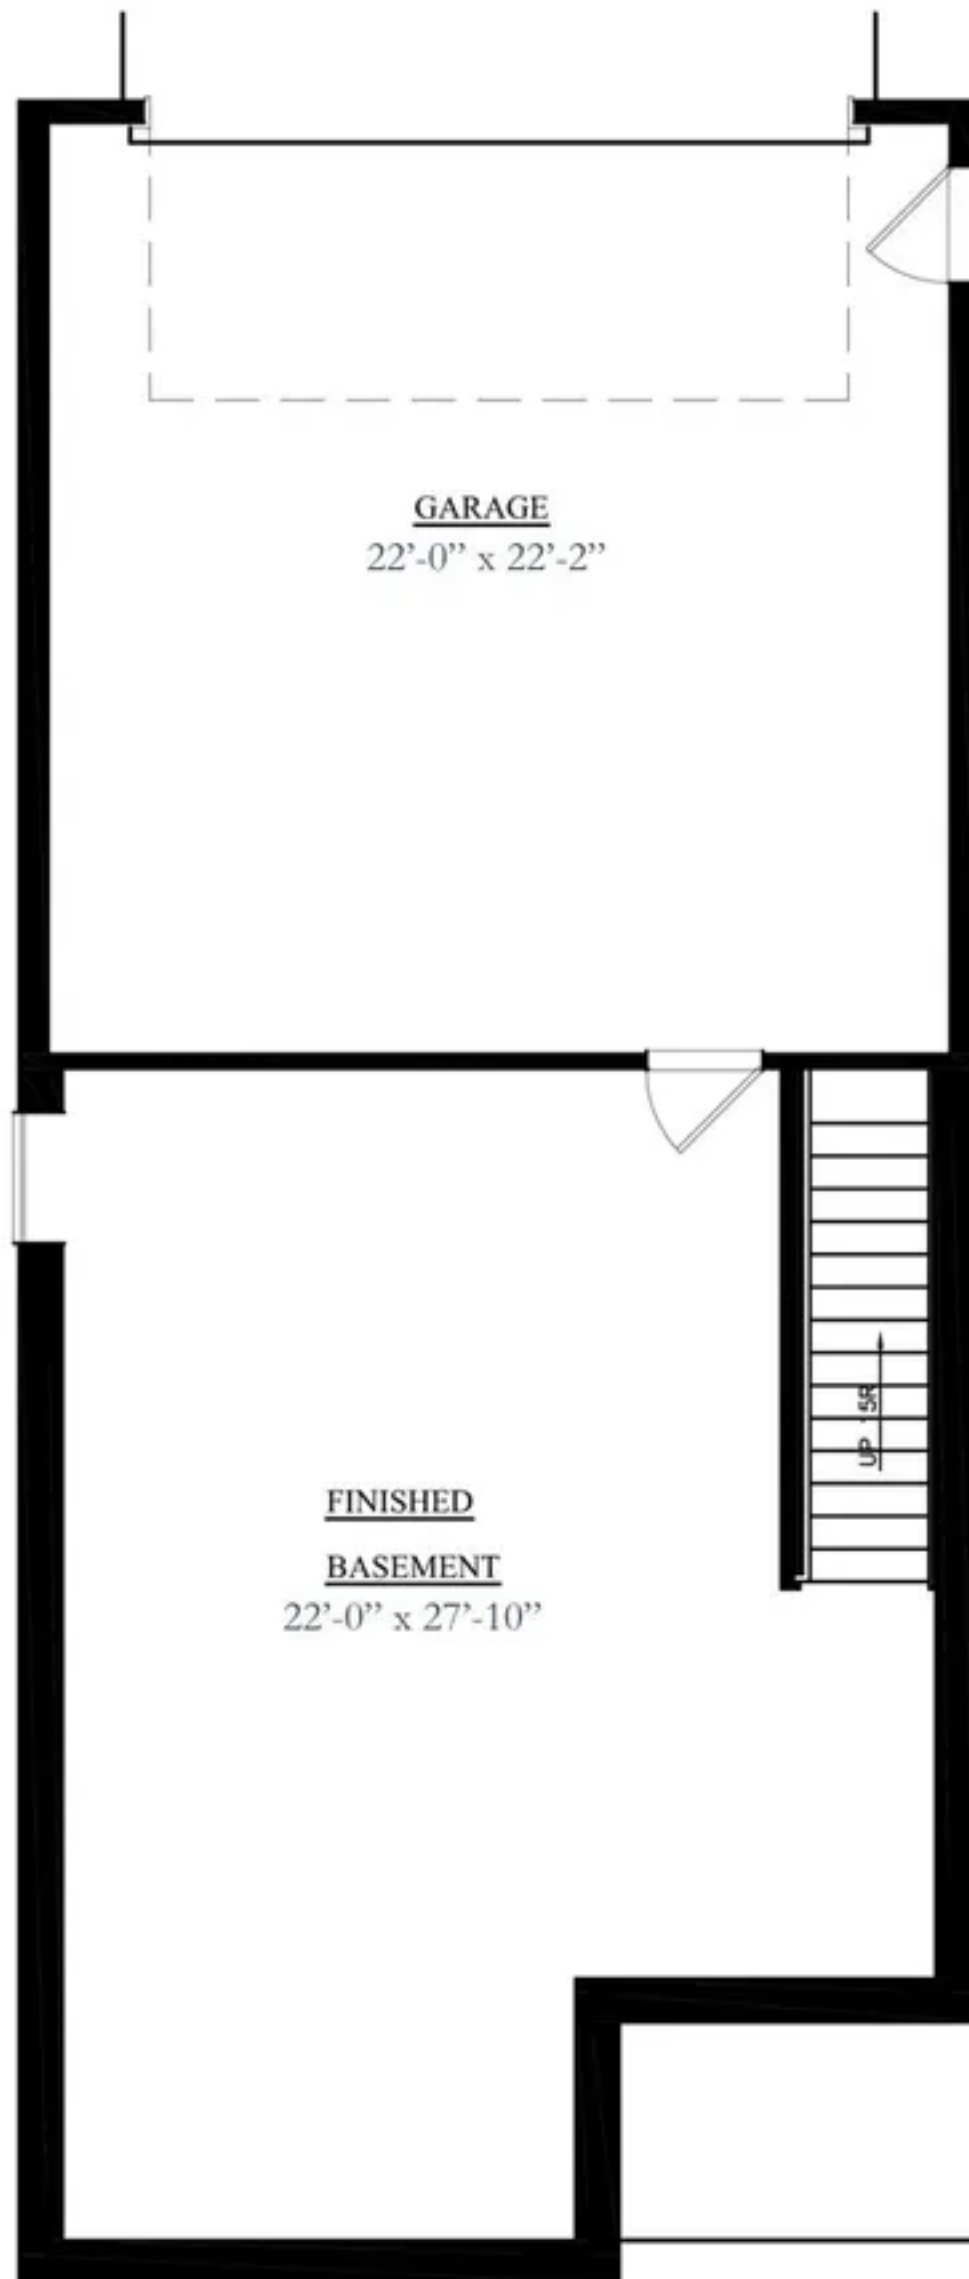 GARAGE
22’-0” x 22’-2”
UP 15R
FINISHED
BASEMENT
22’-0” x 27’-10”